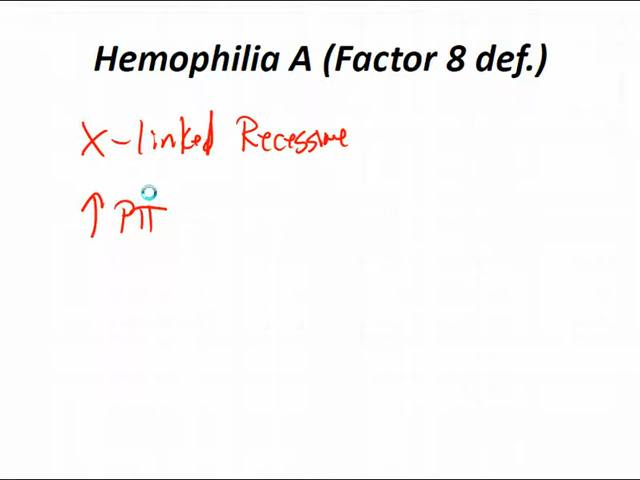 Hemophilia A (Factor 8 def.)
X-linked Recessive
↑ PTT